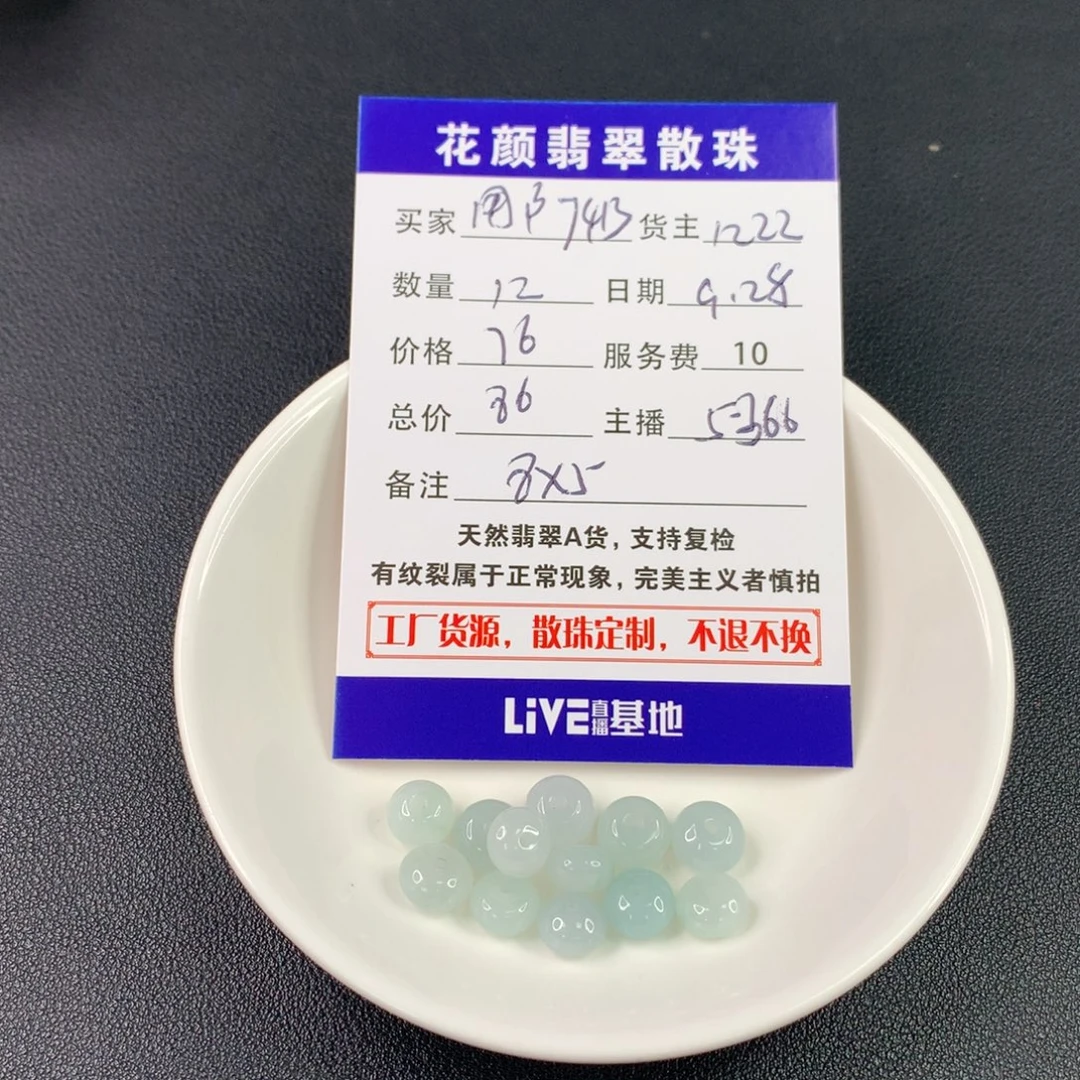 花颜翡翠散珠
买家 用户7413 货主 1222
数量 12 日期 9.28
价格 76 服务费 10
总价 86 主播
备注 8×5
天然翡翠A货，支持复检
有纹裂属于正常现象，完美主义者慎拍
工厂货源，散珠定制，不退不换
LiVE直播基地